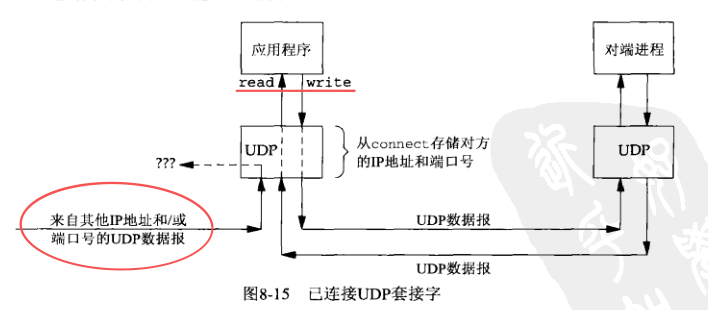 应用程序
对端进程
read
write
UDP
从connect存储对方
的IP地址和端口号
UDP
???
来自其他IP地址和/或
端口号的UDP数据报
UDP数据报
UDP数据报
图8-15 已连接UDP套接字